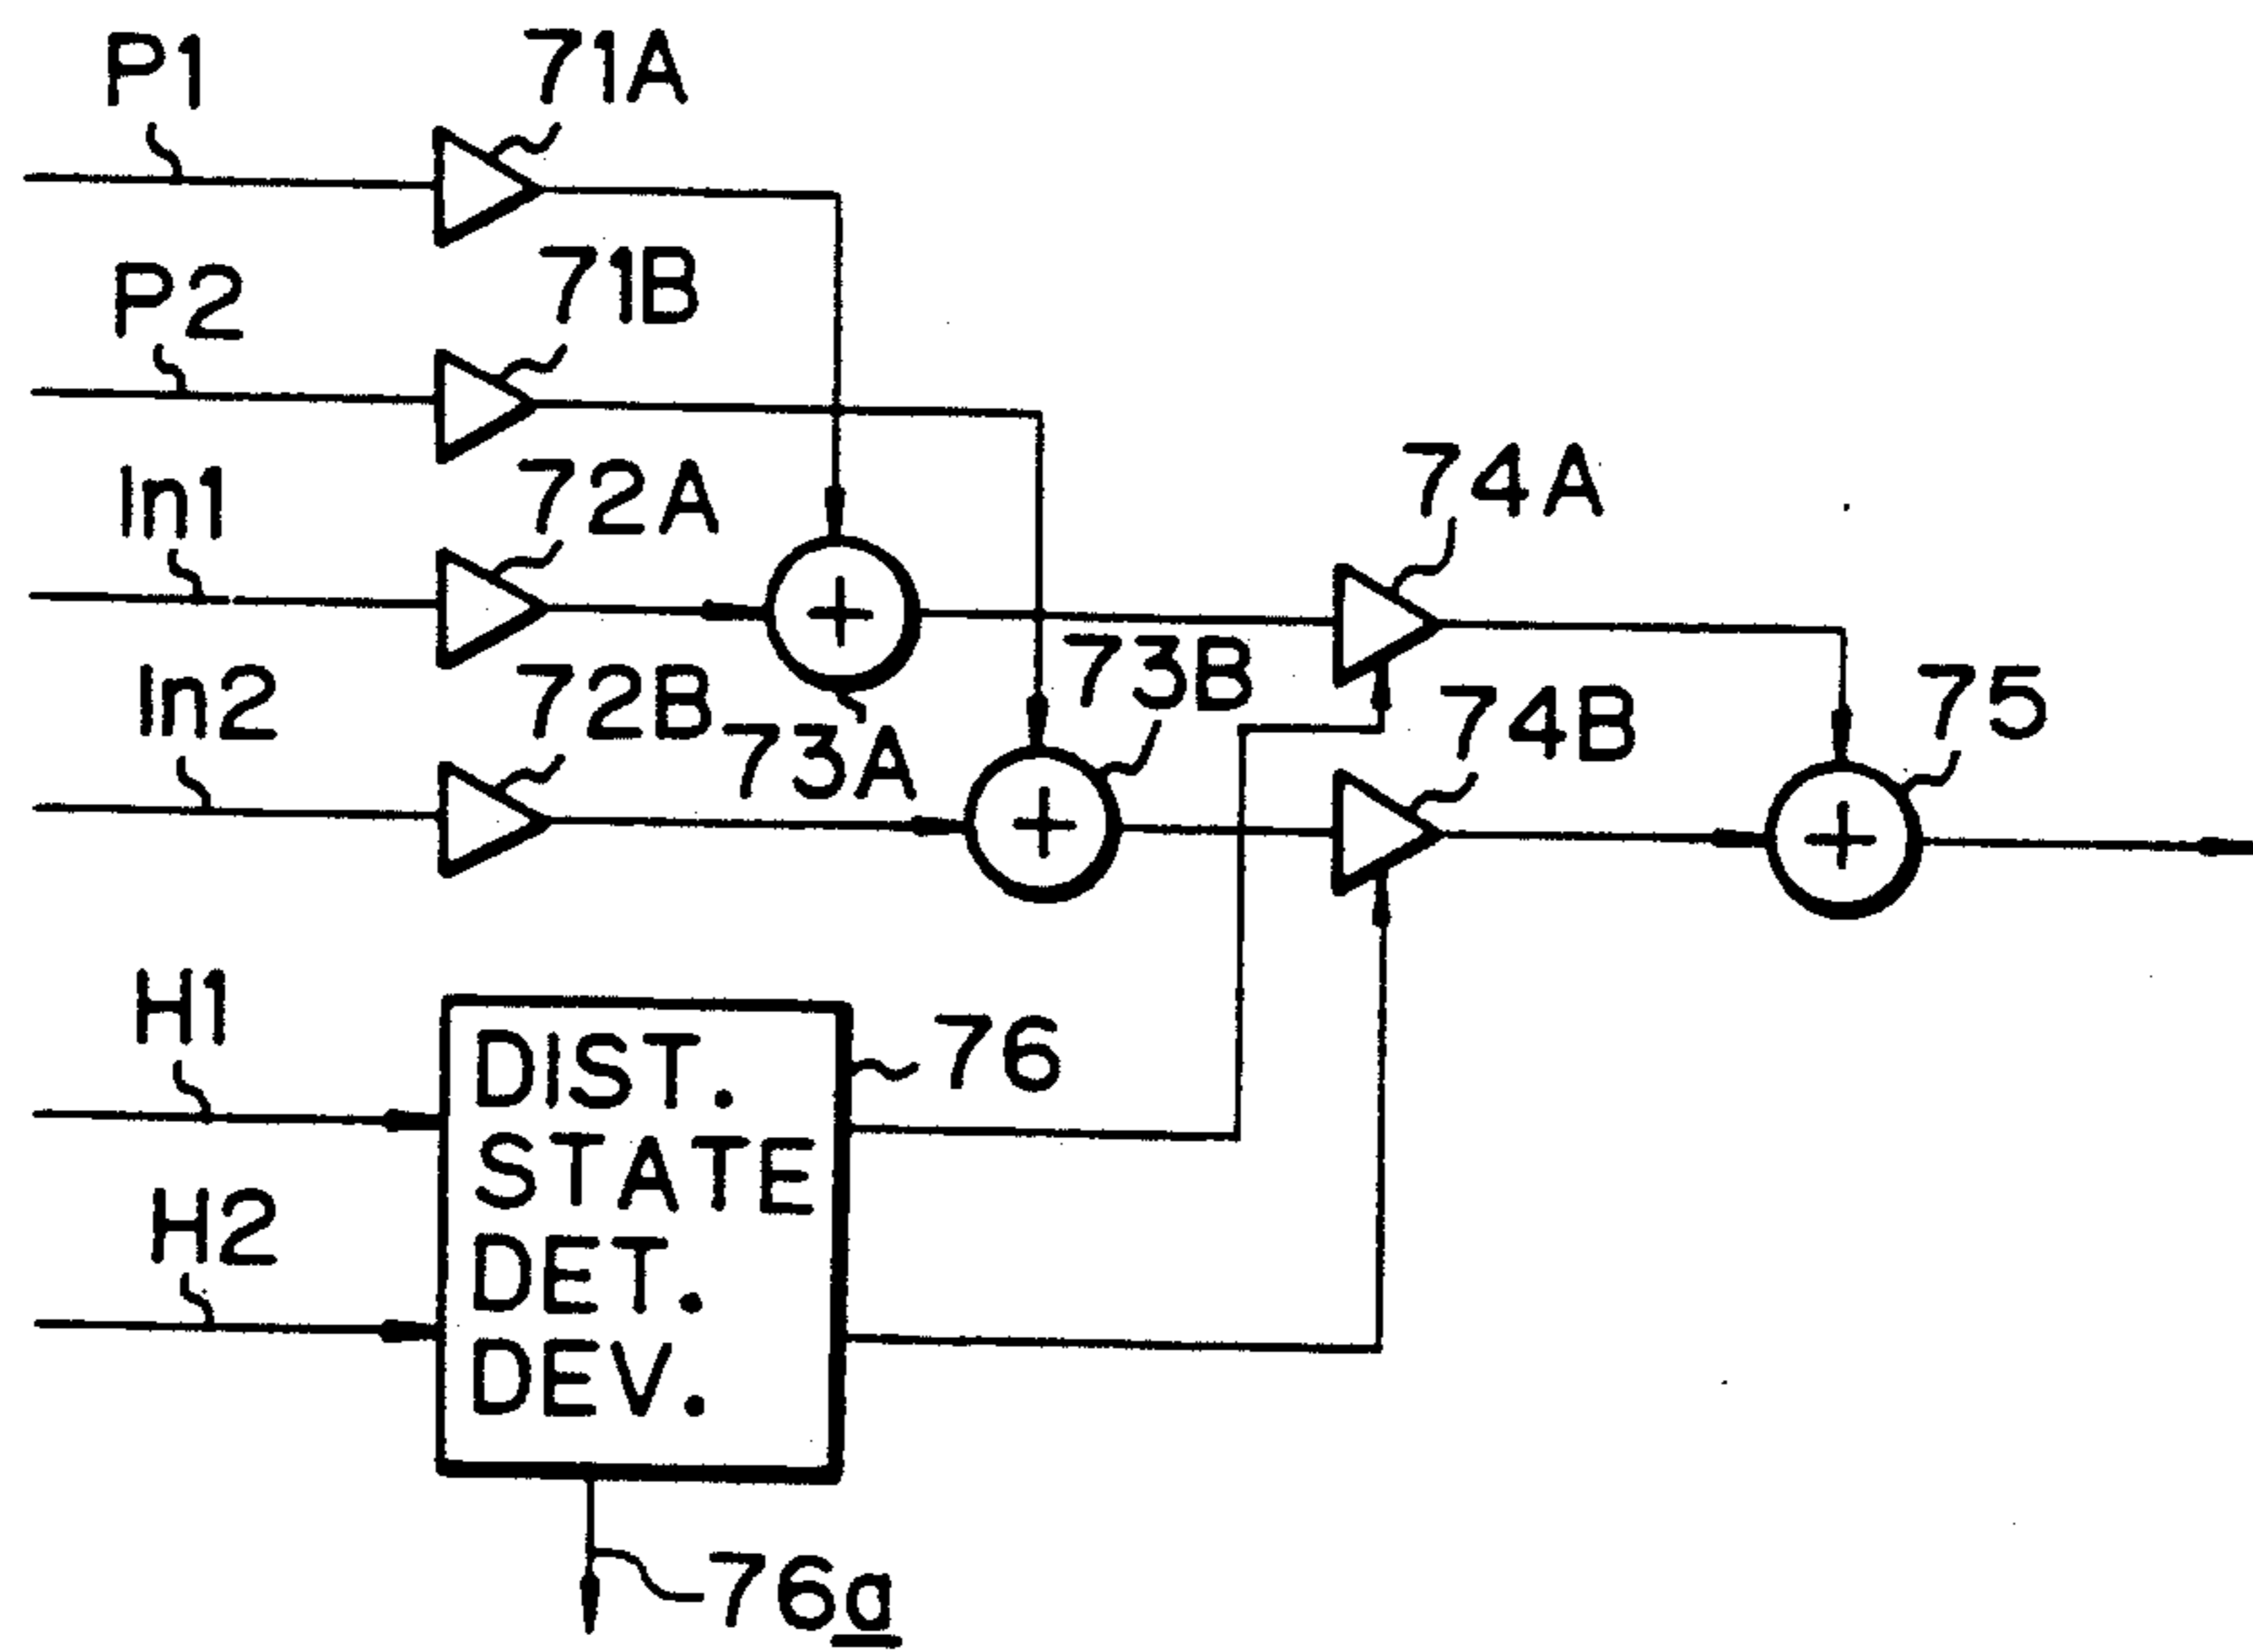 P1
71A
P2
71B
In1
72A
74A
In2
72B
73A
73B
74B
75
H1
DIST.
STATE
DET.
DEV.
76
H2
76a